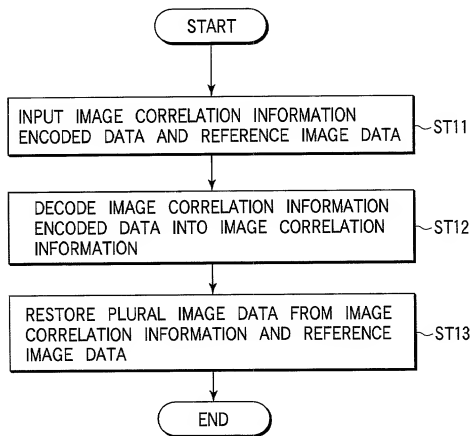 START
INPUT IMAGE CORRELATION INFORMATION
ENCODED DATA AND REFERENCE IMAGE DATA
ST11
DECODE IMAGE CORRELATION INFORMATION
ENCODED DATA INTO IMAGE CORRELATION
INFORMATION
ST12
RESTORE PLURAL IMAGE DATA FROM IMAGE
CORRELATION INFORMATION AND REFERENCE
IMAGE DATA
ST13
END